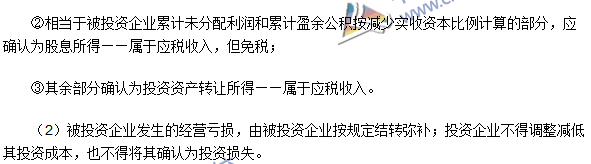 ②相当于被投资企业累计未分配利润和累计盈余公积按减少实收资本比例计算的部分，应
确认为股息所得——属于应税收入，但免税；
③其余部分确认为投资资产转让所得——属于应税收入。
（2）被投资企业发生的经营亏损，由被投资企业按规定结转弥补；投资企业不得调整减低
其投资成本，也不得将其确认为投资损失。